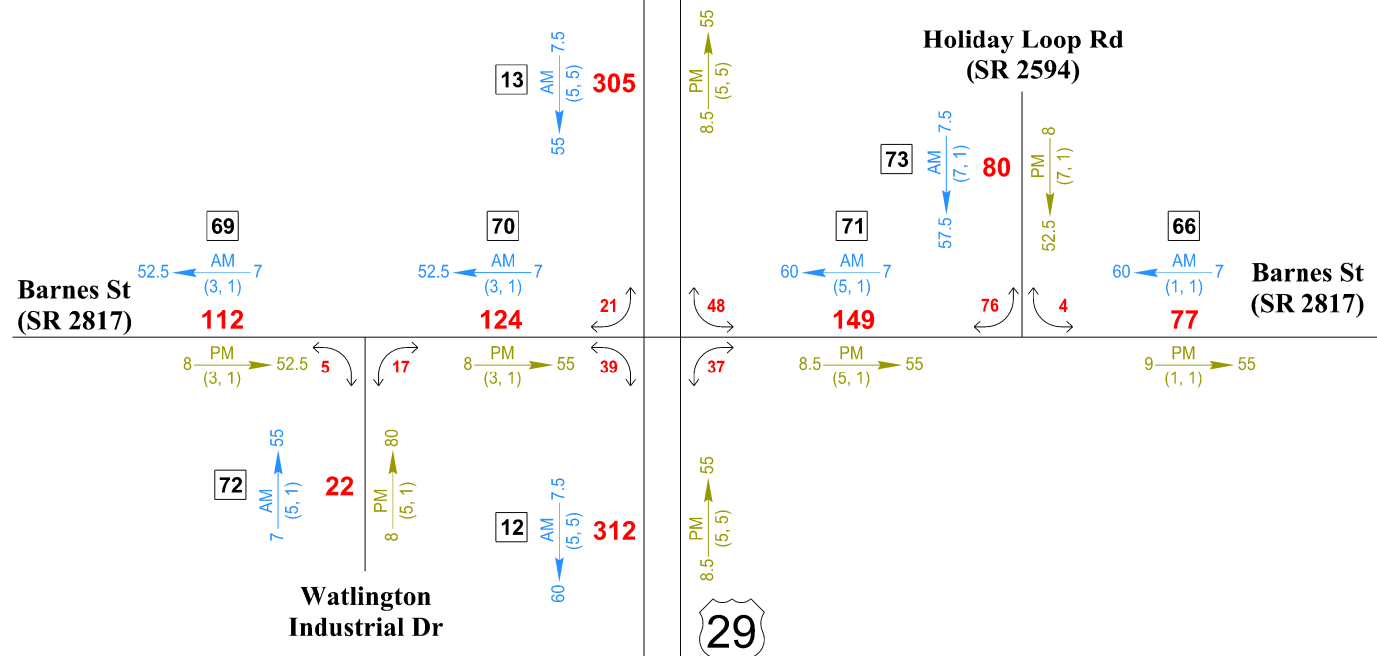 7.5
AM
(5, 5)
55
13
305
55
PM
(5, 5)
8.5
Holiday Loop Rd
(SR 2594)
73
7.5
AM
(7, 1)
57.5
80
8
PM
(7, 1)
52.5
69
52.5 AM 7
(3, 1)
112
70
52.5 AM 7
(3, 1)
124
71
60 AM 7
(5, 1)
149
66
60 AM 7
(1, 1)
77
Barnes St
(SR 2817)
Barnes St
(SR 2817)
21
48
76
4
8 PM 52.5
(3, 1)
5
17
8 PM 55
(3, 1)
39
37
8.5 PM 55
(5, 1)
9 PM 55
(1, 1)
72
55
AM
(5, 1)
7
22
80
PM
(5, 1)
8
12
7.5
AM
(5, 5)
60
312
55
PM
(5, 5)
8.5
Watlington
Industrial Dr
29